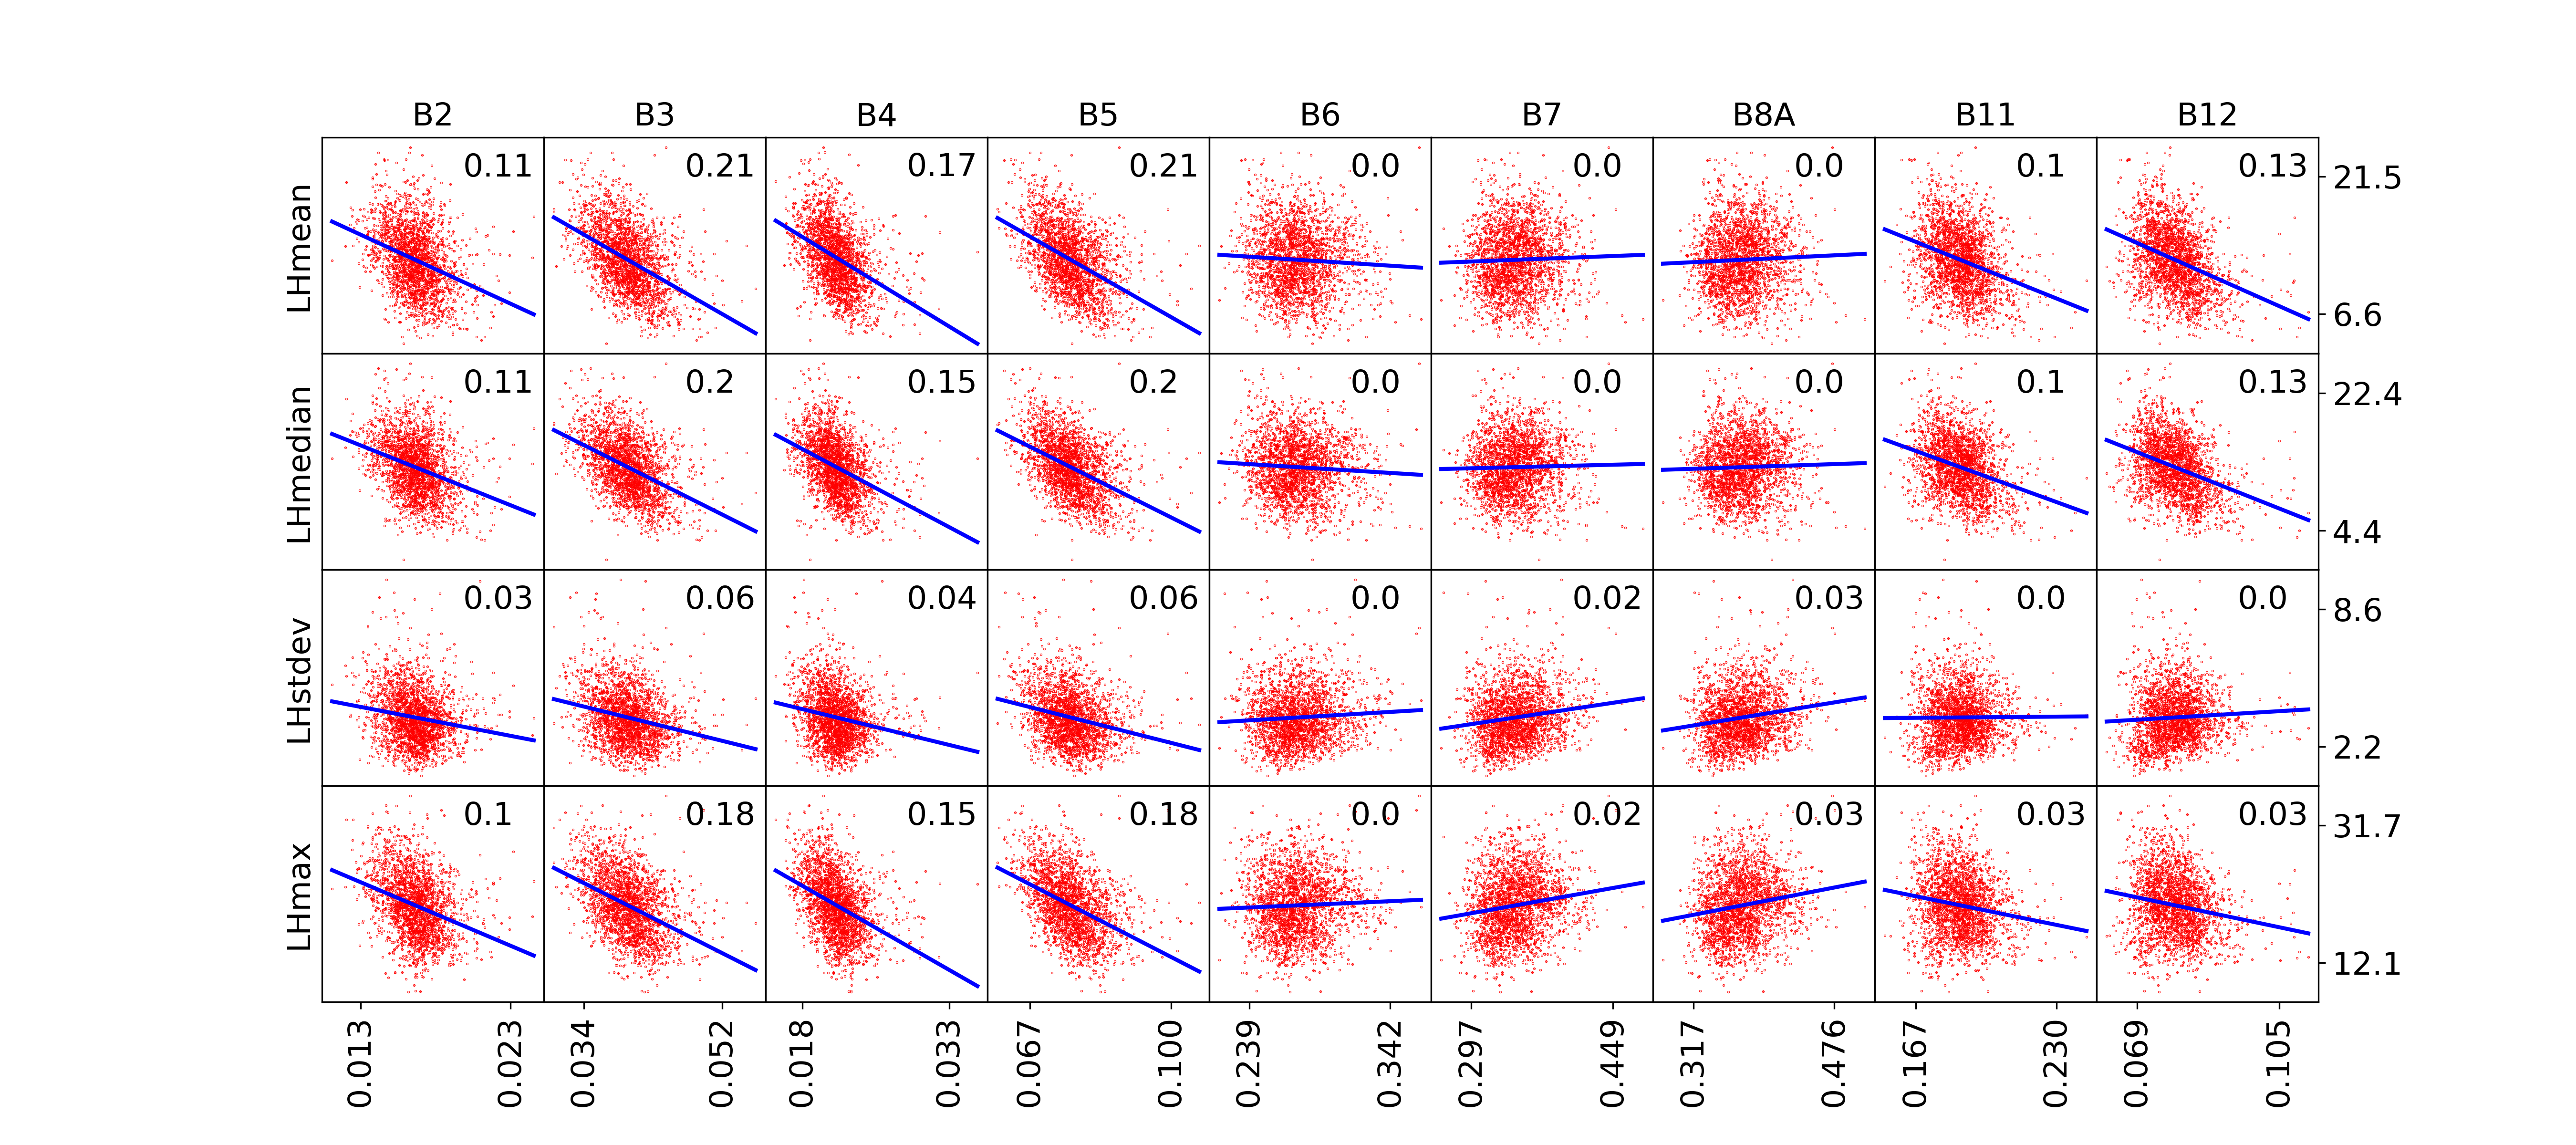 B2 B3 B4 B5 B6 B7 B8A B11 B12
LHmean 0.11 0.21 0.17 0.21 0.0 0.0 0.0 0.1 0.13 21.5
6.6
LHmedian 0.11 0.2 0.15 0.2 0.0 0.0 0.0 0.1 0.13 22.4
4.4
LHstdev 0.03 0.06 0.04 0.06 0.0 0.02 0.03 0.0 0.0 8.6
2.2
LHmax 0.1 0.18 0.15 0.18 0.0 0.02 0.03 0.03 0.03 31.7
12.1
0.013 0.023 0.034 0.052 0.018 0.033 0.067 0.100 0.239 0.342 0.297 0.449 0.317 0.476 0.167 0.230 0.069 0.105